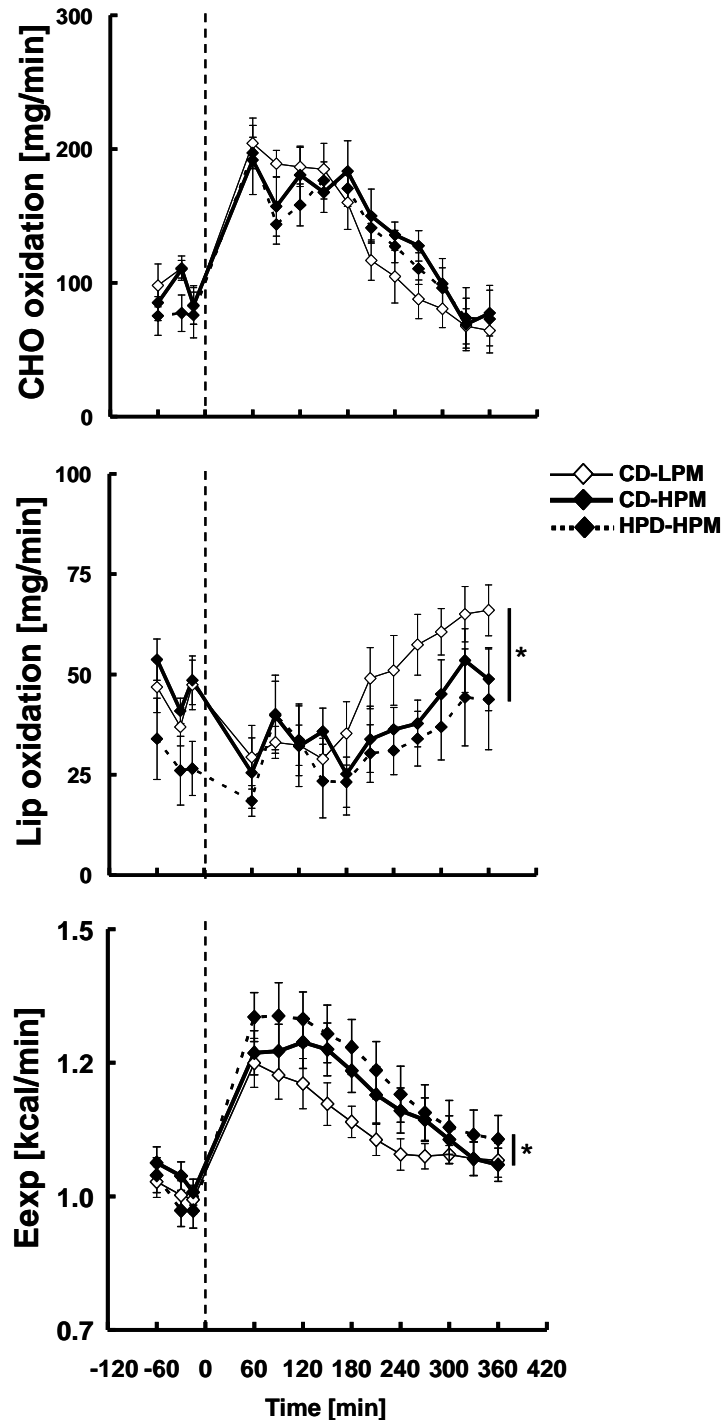 300
200
100
0
CHO oxidation [mg/min]
100
75
50
25
0
Lip oxidation [mg/min]
CD-LPM
CD-HPM
HPD-HPM
*
1.5
1.2
1.0
0.7
Eexp [kcal/min]
*
-120 -60 0 60 120 180 240 300 360 420
Time [min]